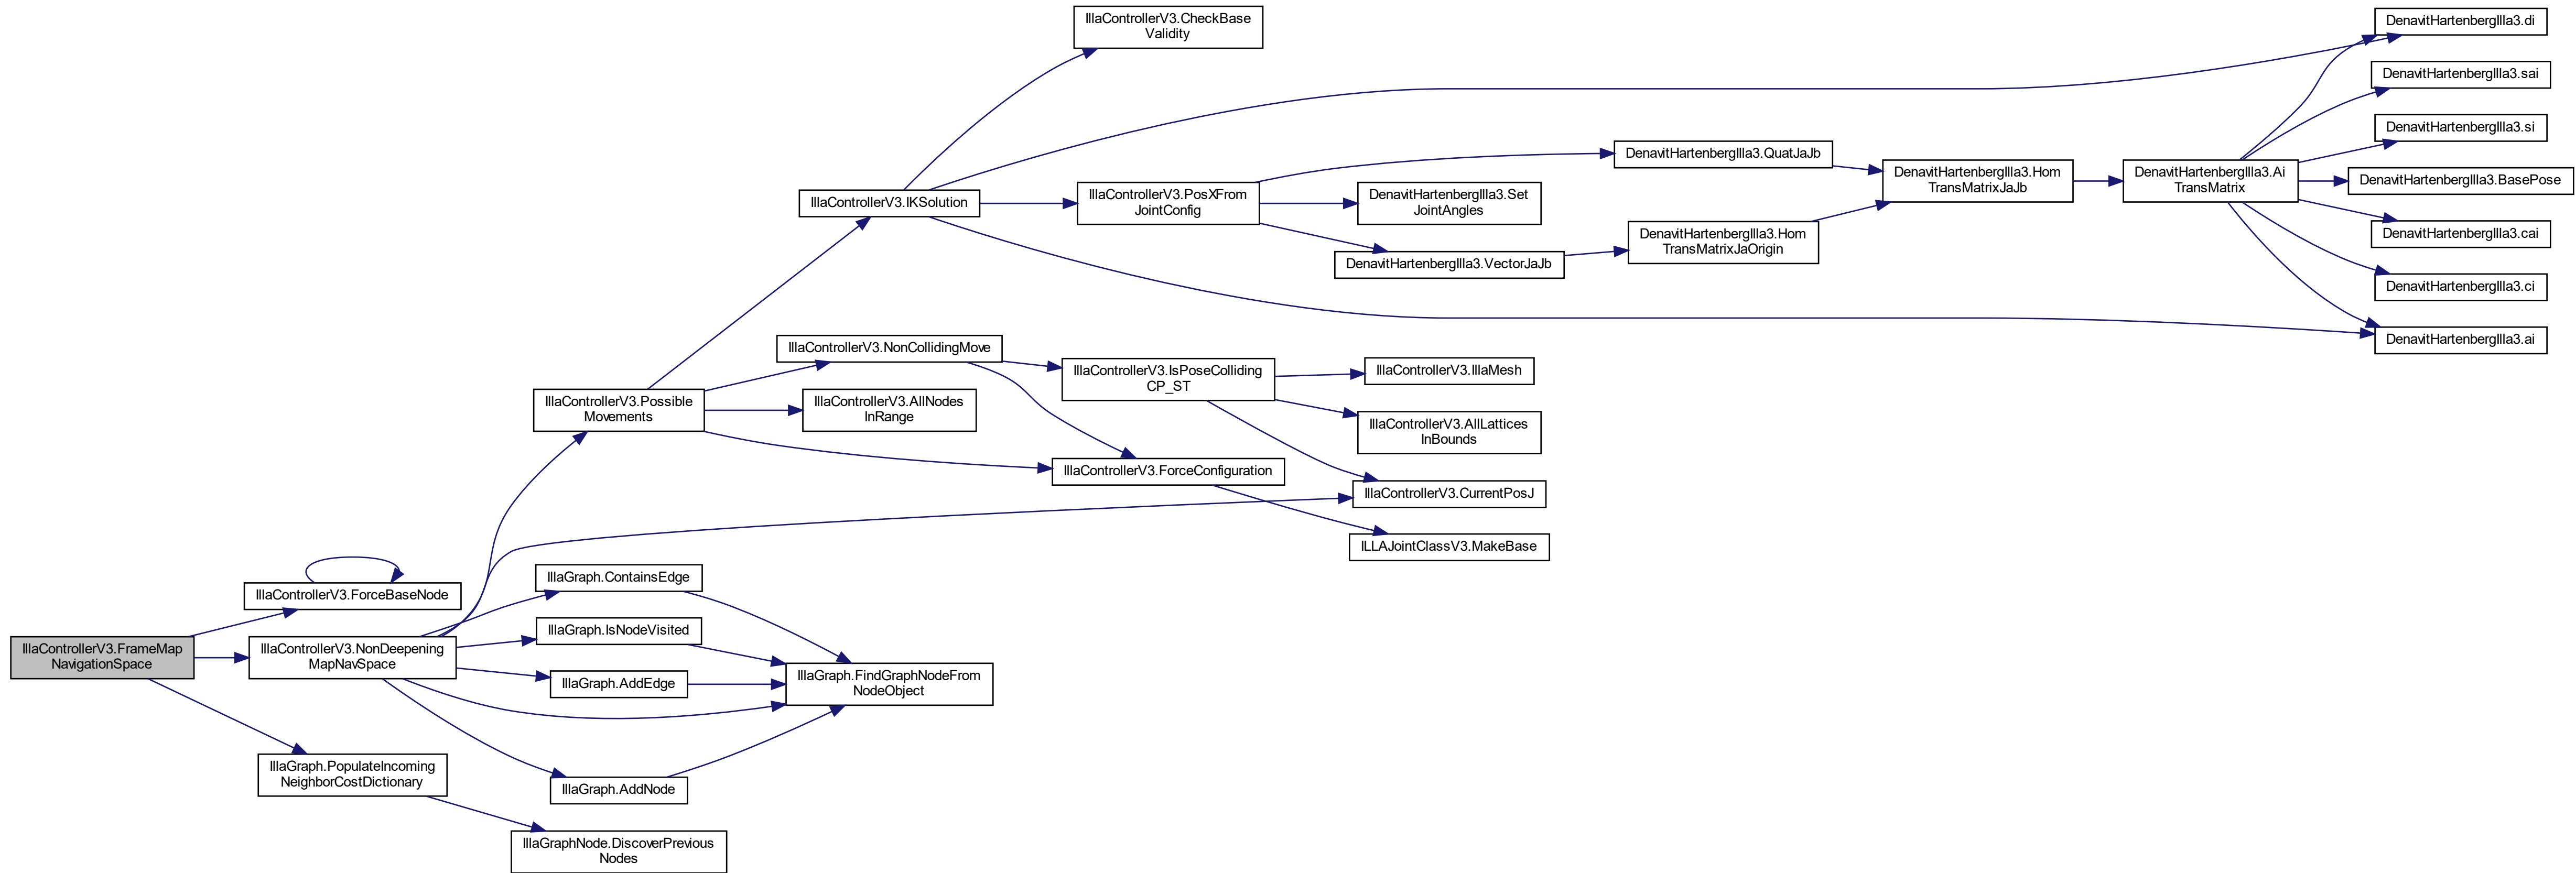 IllaControllerV3.FrameMap
NavigationSpace
IllaControllerV3.ForceBaseNode
IllaControllerV3.NonDeepening
MapNavSpace
IllaGraph.PopulateIncoming
NeighborCostDictionary
IllaControllerV3.Possible
Movements
IllaGraph.ContainsEdge
IllaGraph.IsNodeVisited
IllaGraph.AddEdge
IllaGraph.AddNode
IllaGraphNode.DiscoverPrevious
Nodes
IllaControllerV3.IKSolution
IllaControllerV3.NonCollidingMove
IllaControllerV3.AllNodes
InRange
IllaGraph.FindGraphNodeFrom
NodeObject
IllaControllerV3.CheckBase
Validity
IllaControllerV3.PosXFrom
JointConfig
IllaControllerV3.IsPoseColliding
CP_ST
IllaControllerV3.ForceConfiguration
DenavitHartenbergIlla3.Set
JointAngles
DenavitHartenbergIlla3.VectorJaJb
IllaControllerV3.IllaMesh
IllaControllerV3.AllLattices
InBounds
IllaControllerV3.CurrentPosJ
ILLAJointClassV3.MakeBase
DenavitHartenbergIlla3.QuatJaJb
DenavitHartenbergIlla3.Hom
TransMatrixJaOrigin
DenavitHartenbergIlla3.Hom
TransMatrixJaJb
DenavitHartenbergIlla3.Ai
TransMatrix
DenavitHartenbergIlla3.di
DenavitHartenbergIlla3.sai
DenavitHartenbergIlla3.si
DenavitHartenbergIlla3.BasePose
DenavitHartenbergIlla3.cai
DenavitHartenbergIlla3.ci
DenavitHartenbergIlla3.ai